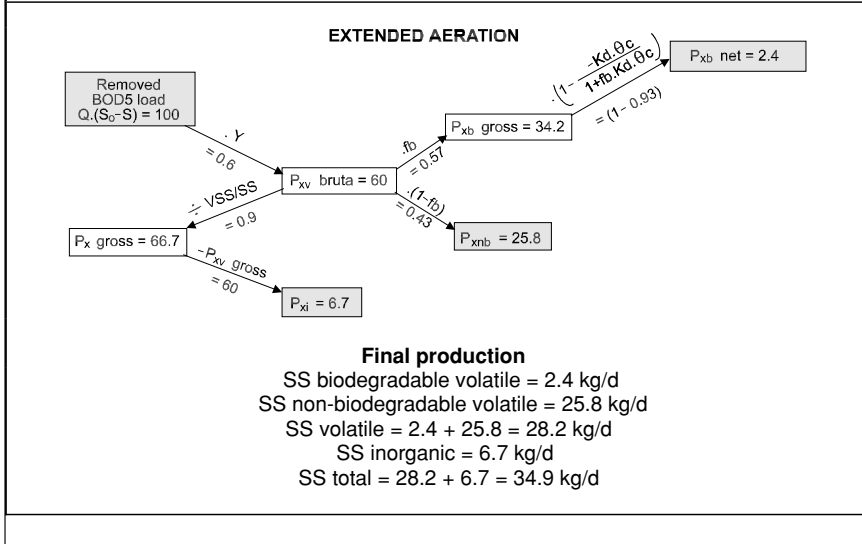 EXTENDED AERATION
Removed
BOD5 load
Q.(S₀−S) = 100
. Y
= 0.6
Pxv bruta = 60
.fb
= 0.57
Pxb gross = 34.2
.(1- -Kd.θc / 1+fb.Kd.θc)
= (1- 0.93)
Pxb net = 2.4
.(1-fb)
= 0.43
Pxnb = 25.8
÷ VSS/SS
= 0.9
Px gross = 66.7
-Pxv gross
= 60
Pxi = 6.7
Final production
SS biodegradable volatile = 2.4 kg/d
SS non-biodegradable volatile = 25.8 kg/d
SS volatile = 2.4 + 25.8 = 28.2 kg/d
SS inorganic = 6.7 kg/d
SS total = 28.2 + 6.7 = 34.9 kg/d